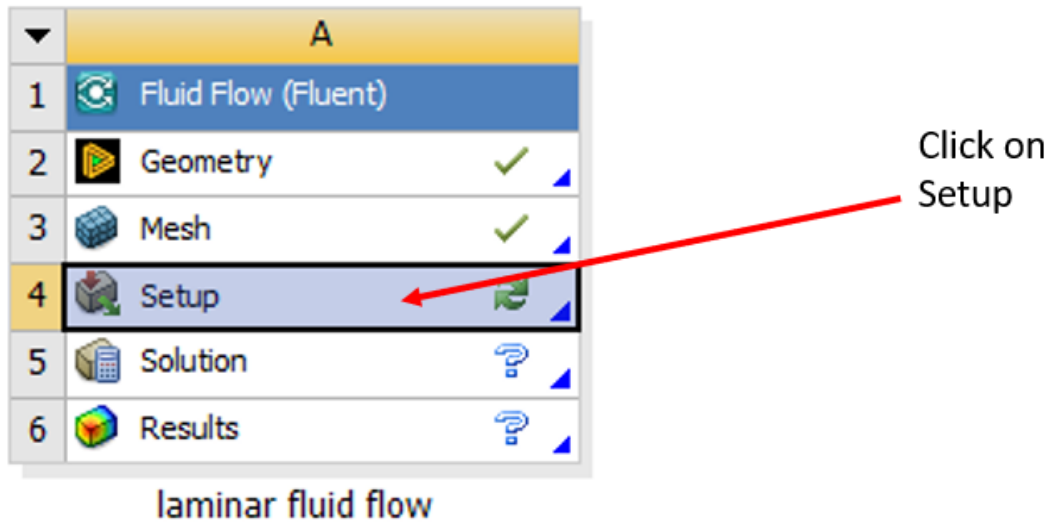 A
1 Fluid Flow (Fluent)
2 Geometry
3 Mesh
4 Setup
5 Solution ?
6 Results ?
laminar fluid flow
Click on
Setup